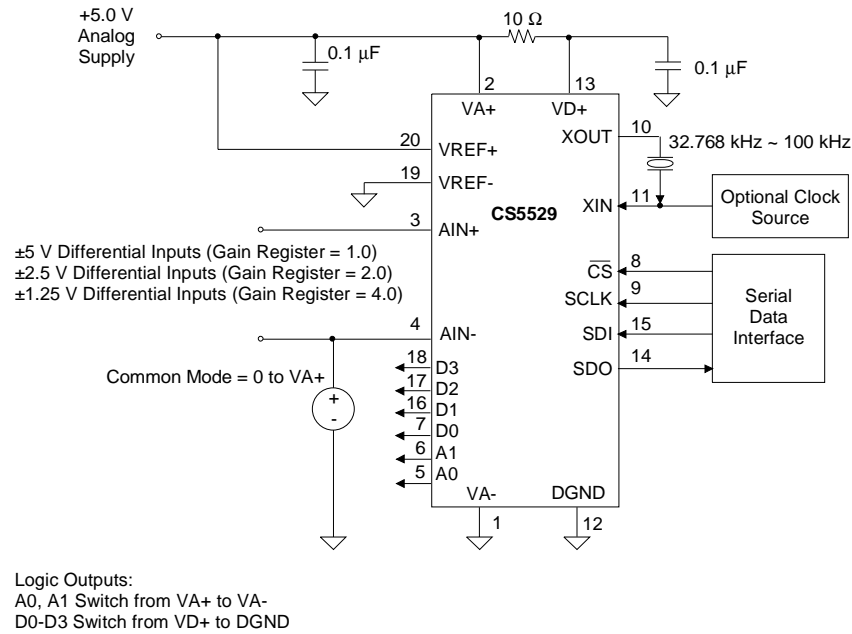 +5.0 V
Analog
Supply
10 Ω
0.1 µF
0.1 µF
2
13
VA+
VD+
20
VREF+
XOUT
10
32.768 kHz ~ 100 kHz
19
VREF-
CS5529
XIN
11
Optional Clock
Source
3
AIN+
±5 V Differential Inputs (Gain Register = 1.0)
±2.5 V Differential Inputs (Gain Register = 2.0)
±1.25 V Differential Inputs (Gain Register = 4.0)
CS
8
SCLK
9
SDI
15
SDO
14
Serial
Data
Interface
4
AIN-
Common Mode = 0 to VA+
+
-
18
D3
17
D2
16
D1
7
D0
6
A1
5
A0
VA-
DGND
1
12
Logic Outputs:
A0, A1 Switch from VA+ to VA-
D0-D3 Switch from VD+ to DGND